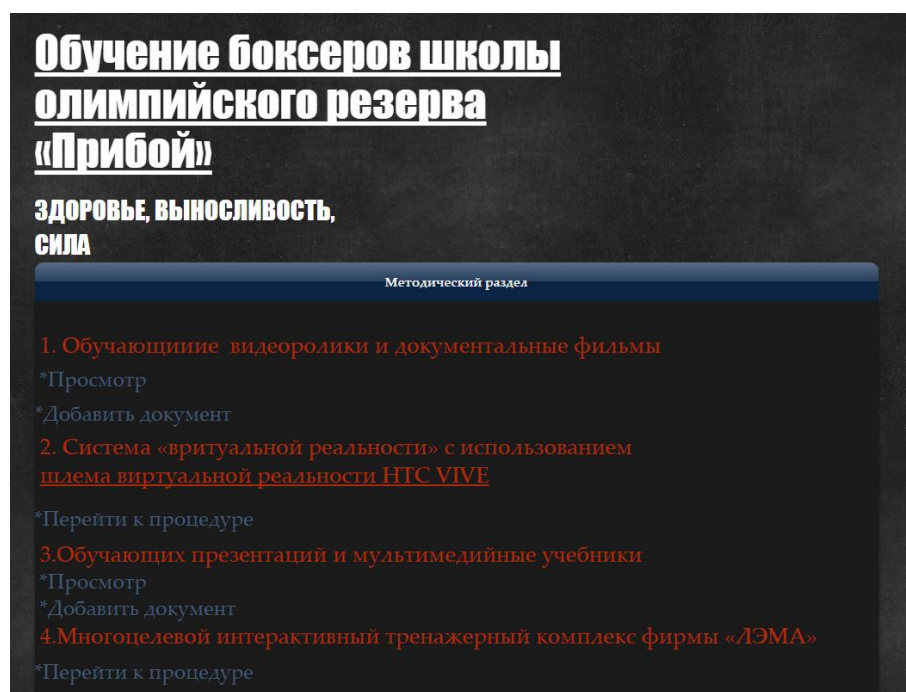 Обучение боксеров школы
олимпийского резерва
«Прибой»
ЗДОРОВЬЕ, ВЫНОСЛИВОСТЬ,
СИЛА
Методический раздел
1. Обучающииие видеоролики и документальные фильмы
*Просмотр
*Добавить документ
2. Система «вритуальной реальности» с использованием
шлема виртуальной реальности HTC VIVE
*Перейти к процедуре
3.Обучающих презентаций и мультимедийные учебники
*Просмотр
*Добавить документ
4.Многоцелевой интерактивный тренажерный комплекс фирмы «ЛЭМА»
*Перейти к процедуре